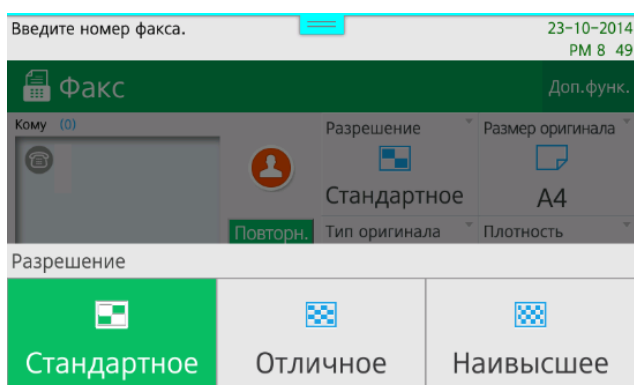 Введите номер факса.
23-10-2014
PM 8 49
Факс
Доп.функ.
Кому (0)
Разрешение
Размер оригинала
Стандартное
A4
Повторн.
Тип оригинала
Плотность
Разрешение
Стандартное
Отличное
Наивысшее